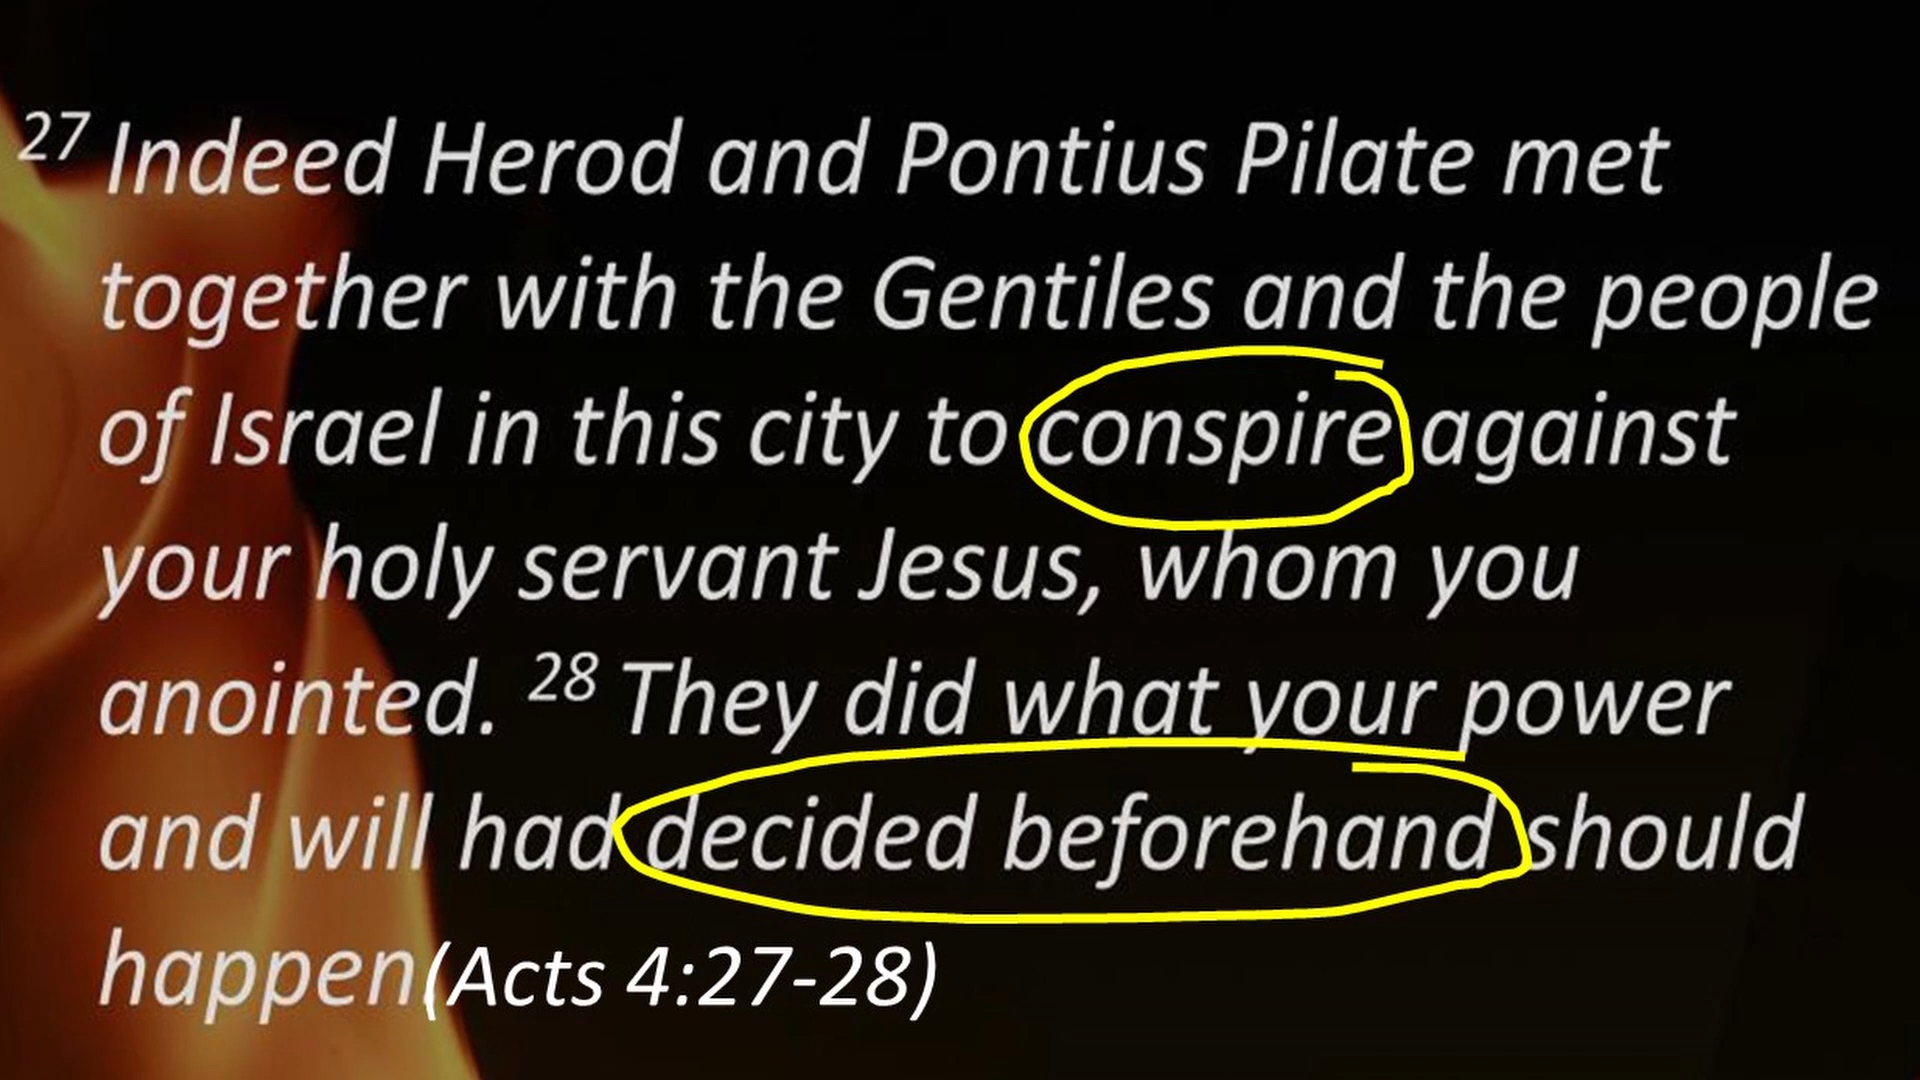 27 Indeed Herod and Pontius Pilate met
together with the Gentiles and the people
of Israel in this city to conspire against
your holy servant Jesus, whom you
anointed. 28 They did what your power
and will had decided beforehand should
happen(Acts 4:27-28)